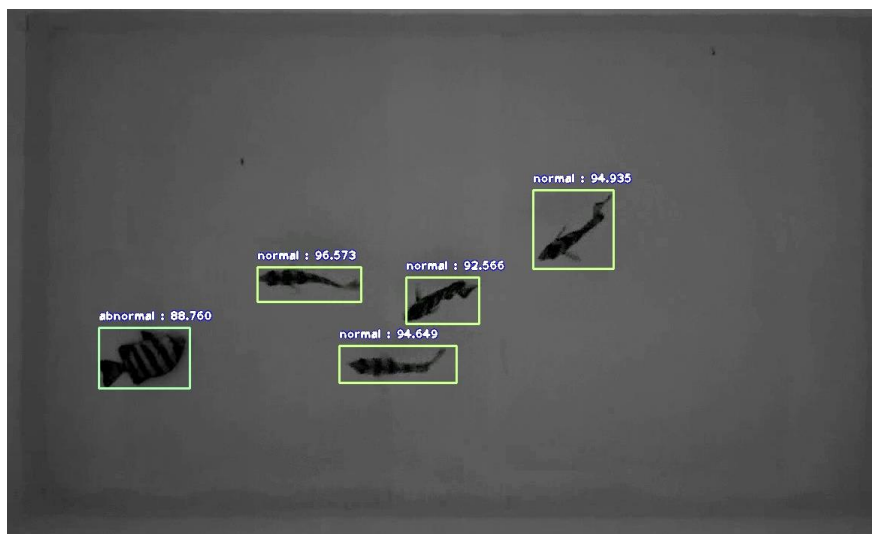 normal : 94.935
normal : 96.573
normal : 92.566
abnormal : 88.760
normal : 94.649